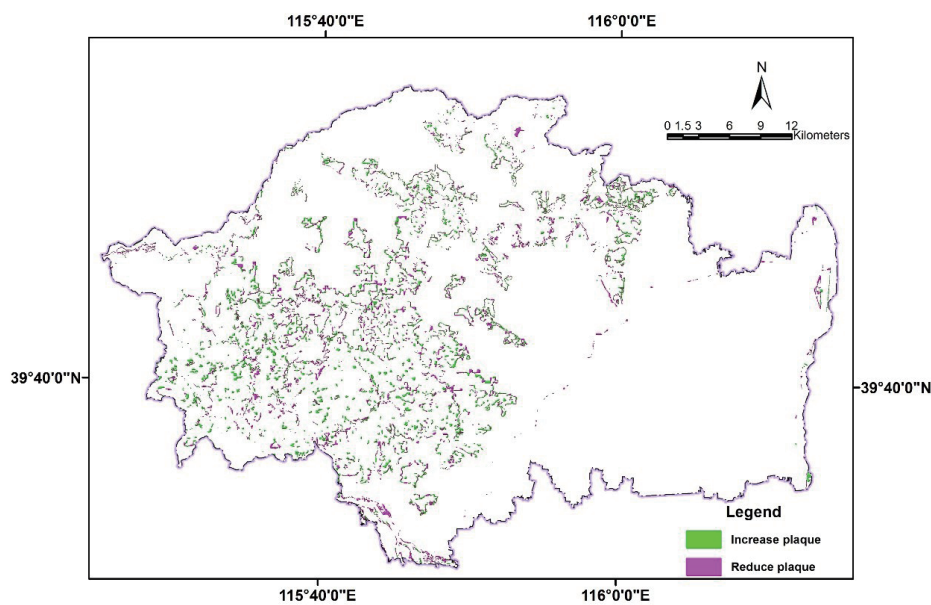 115°40'0"E 116°0'0"E
N
0 1.5 3 6 9 12
Kilometers
39°40'0"N 39°40'0"N
Legend
Increase plaque
Reduce plaque
115°40'0"E 116°0'0"E